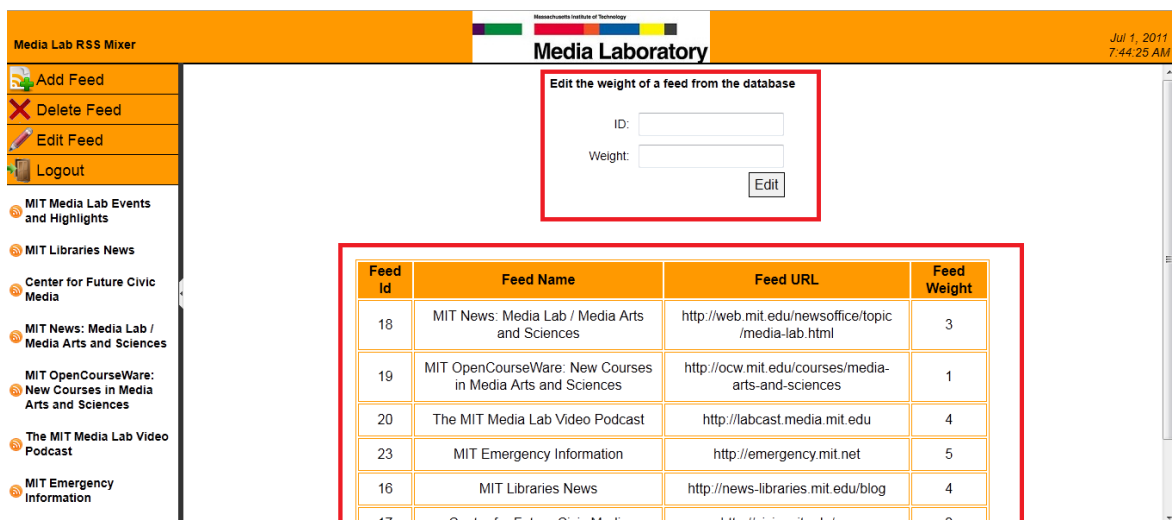 Massachusetts Institute of Technology
Media Laboratory
Media Lab RSS Mixer
Jul 1, 2011
7:44:25 AM
Add Feed
Delete Feed
Edit Feed
Logout
MIT Media Lab Events
and Highlights
MIT Libraries News
Center for Future Civic
Media
MIT News: Media Lab /
Media Arts and Sciences
MIT OpenCourseWare:
New Courses in Media
Arts and Sciences
The MIT Media Lab Video
Podcast
MIT Emergency
Information
Edit the weight of a feed from the database
ID:
Weight:
Edit
Feed
Id
Feed Name
Feed URL
Feed
Weight
18
MIT News: Media Lab / Media Arts
and Sciences
http://web.mit.edu/newsoffice/topic
/media-lab.html
3
19
MIT OpenCourseWare: New Courses
in Media Arts and Sciences
http://ocw.mit.edu/courses/media-
arts-and-sciences
1
20
The MIT Media Lab Video Podcast
http://labcast.media.mit.edu
4
23
MIT Emergency Information
http://emergency.mit.net
5
16
MIT Libraries News
http://news-libraries.mit.edu/blog
4
17
Center for Future Civic Media